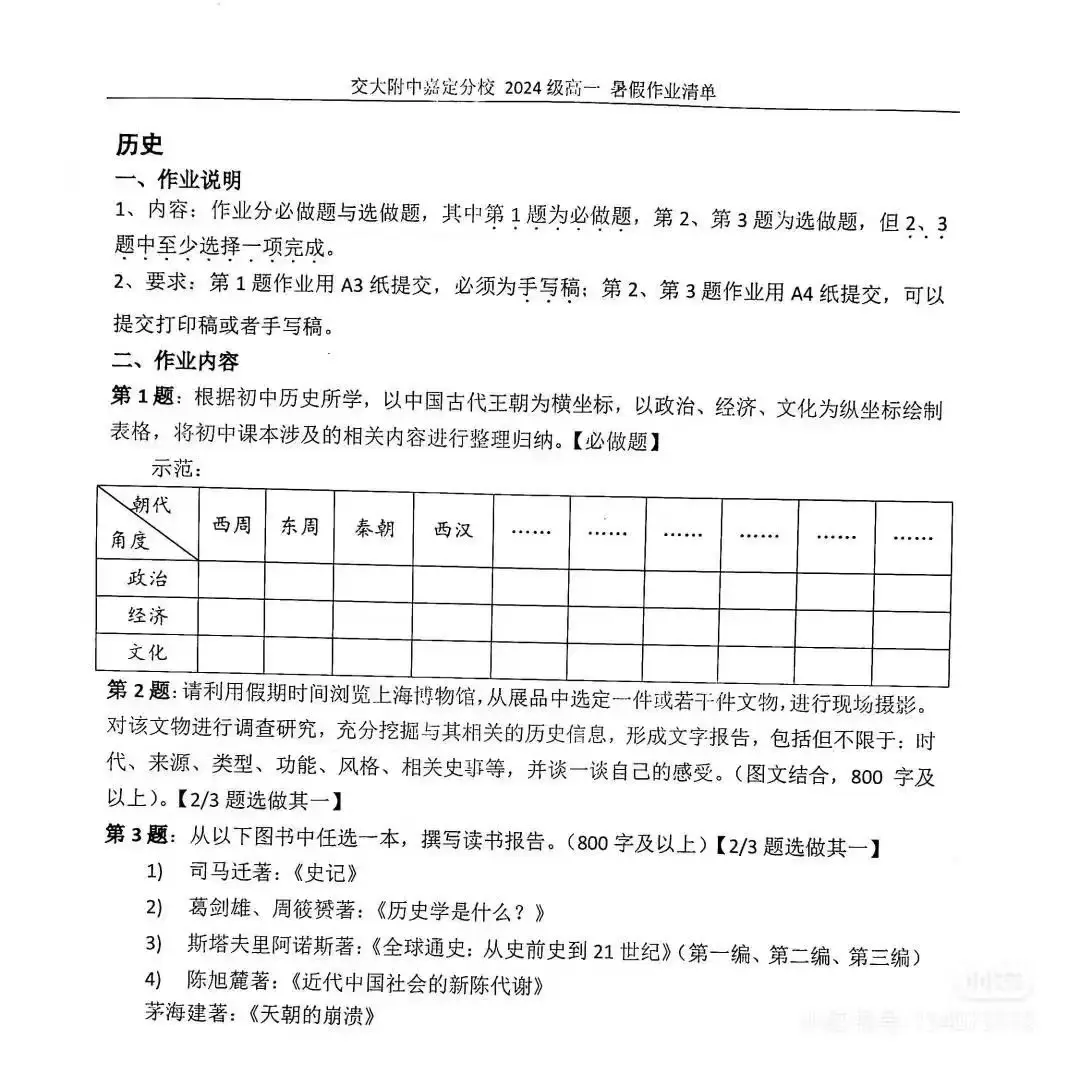 交大附中嘉定分校 2024 级高一 暑假作业清单
历史
一、作业说明
1、内容：作业分必做题与选做题，其中第 1 题为必做题，第 2、第 3 题为选做题，但 2、3
题中至少选择一项完成。
2、要求：第 1 题作业用 A3 纸提交，必须为手写稿；第 2、第 3 题作业用 A4 纸提交，可以
提交打印稿或者手写稿。
二、作业内容
第 1 题：根据初中历史所学，以中国古代王朝为横坐标，以政治、经济、文化为纵坐标绘制
表格，将初中课本涉及的相关内容进行整理归纳。【必做题】
示范：
朝代
角度 西周 东周 秦朝 西汉 …… …… …… …… …… ……
政治
经济
文化
第 2 题：请利用假期时间浏览上海博物馆，从展品中选定一件或若干件文物，进行现场摄影。
对该文物进行调查研究，充分挖掘与其相关的历史信息，形成文字报告，包括但不限于：时
代、来源、类型、功能、风格、相关史事等，并谈一谈自己的感受。（图文结合，800 字及
以上）。【2/3 题选做其一】
第 3 题：从以下图书中任选一本，撰写读书报告。（800 字及以上）【2/3 题选做其一】
1) 司马迁著：《史记》
2) 葛剑雄、周筱赟著：《历史学是什么？》
3) 斯塔夫里阿诺斯著：《全球通史：从史前史到 21 世纪》（第一编、第二编、第三编）
4) 陈旭麓著：《近代中国社会的新陈代谢》
茅海建著：《天朝的崩溃》